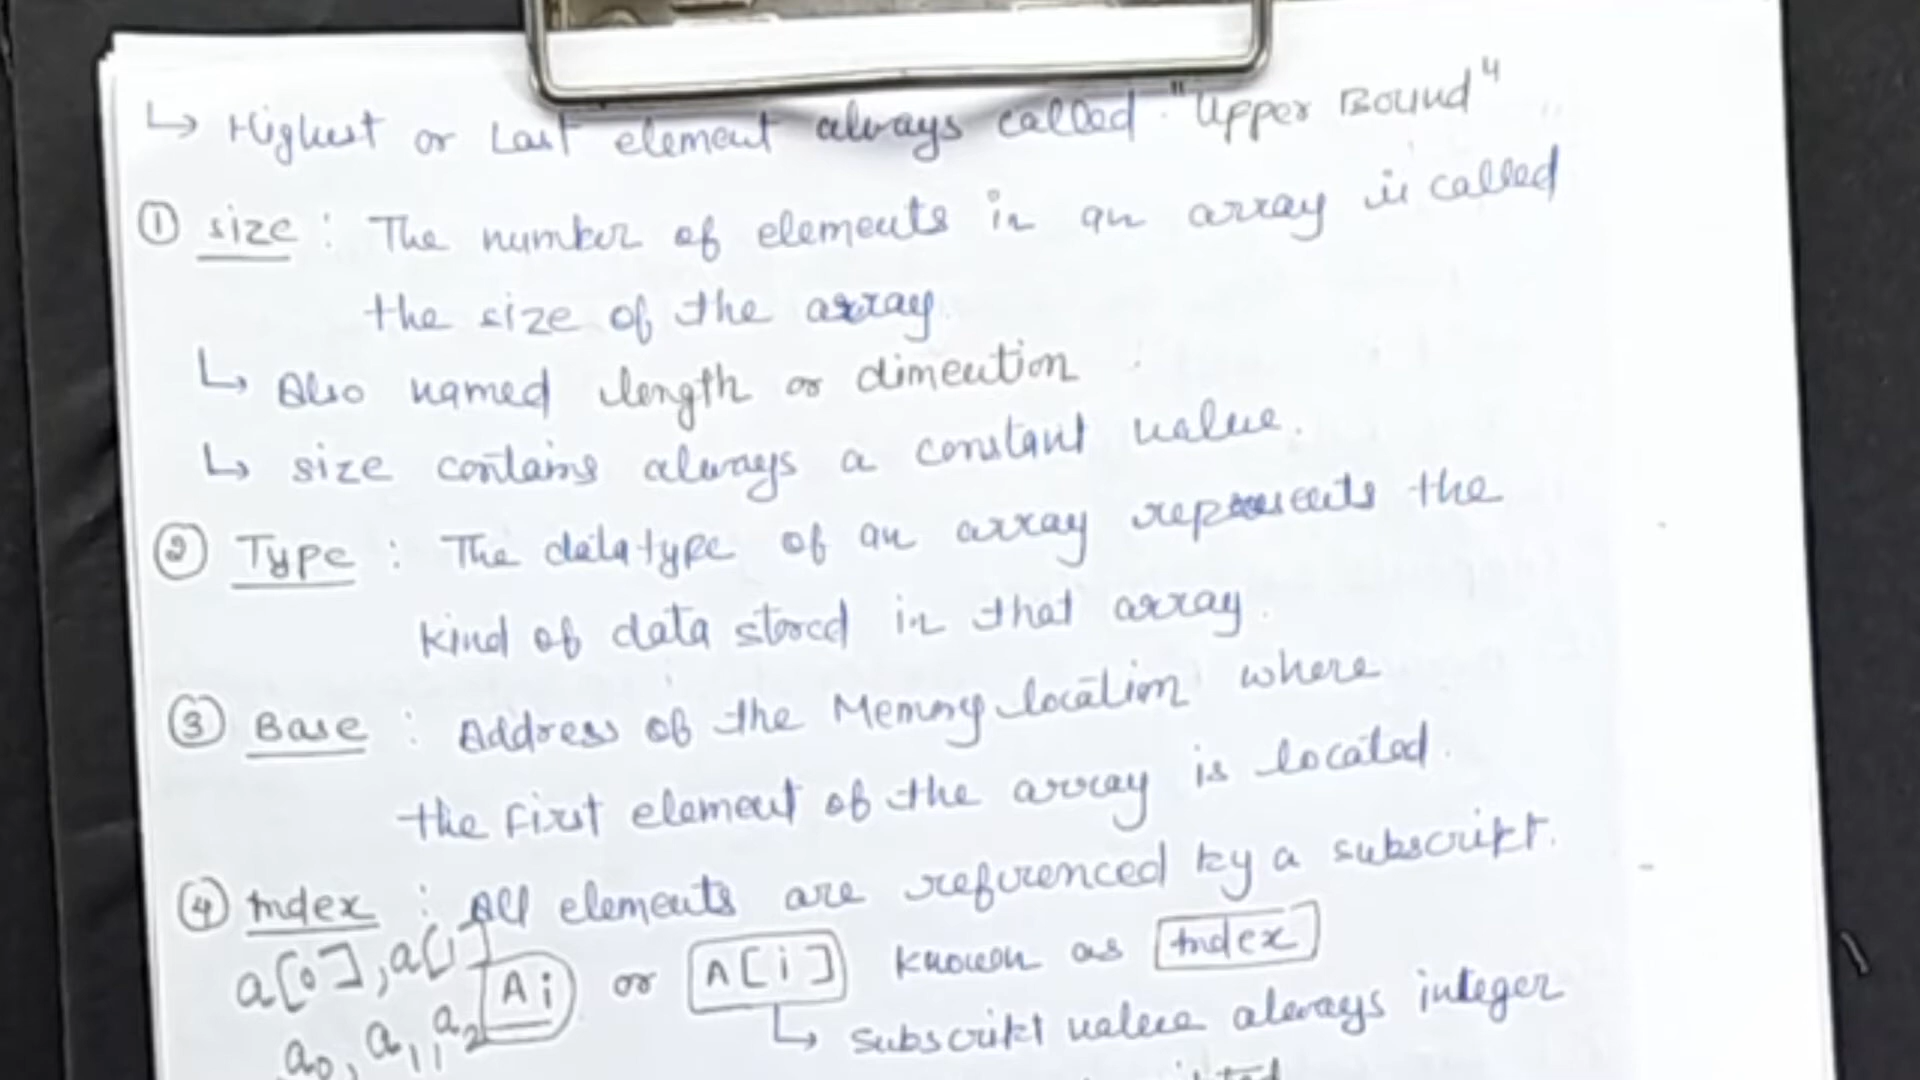 ↳ Highest or Last element always called "Upper Bound"
① size : The number of elements in an array is called
the size of the array.
↳ Also named length or dimention
↳ size contains always a constant value.
② Type : The data type of an array represents the
kind of data stored in that array.
③ Base : Address of the Memory location where
the first element of the array is located.
④ Index : All elements are referenced by a subscript.
a[0], a[1] Ai or A[i] known as Index
a0, a1, a2 ↳ subscript value always integer